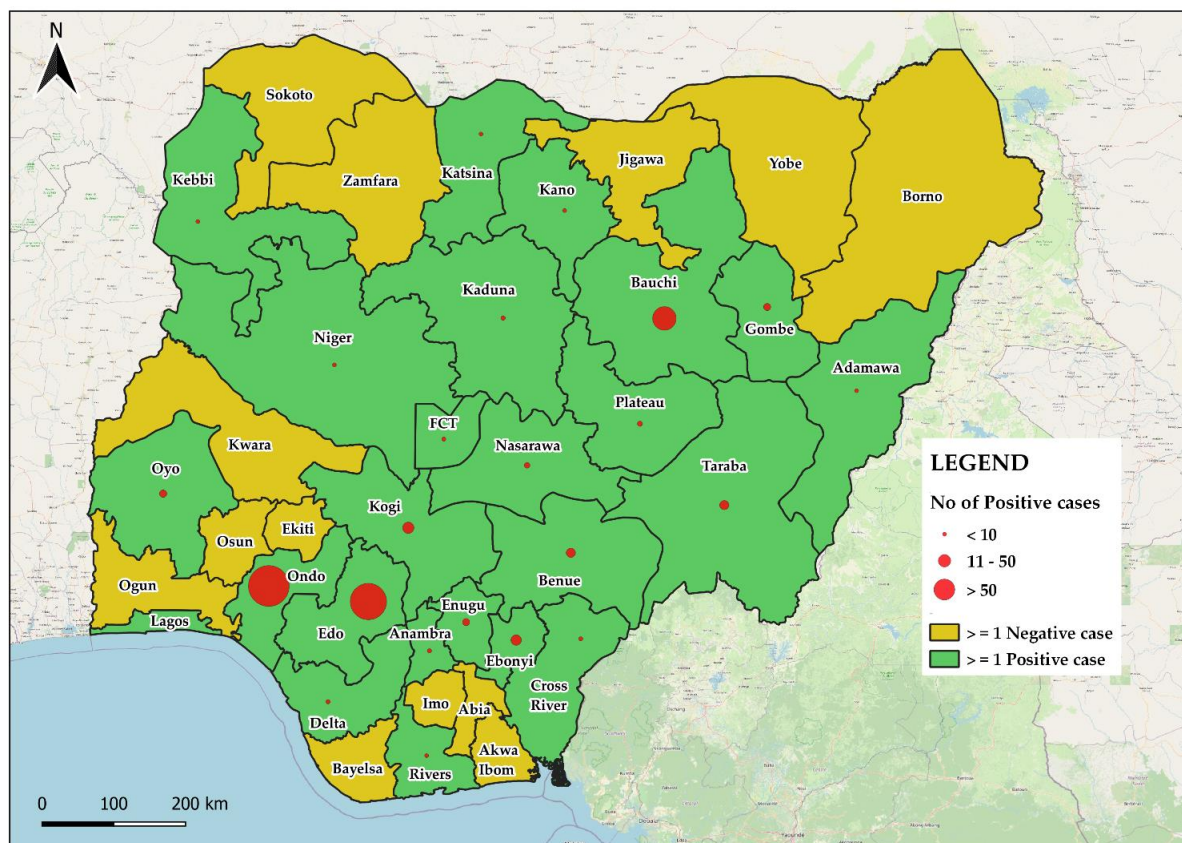 N
Sokoto
Kebbi
Zamfara
Katsina
Kano
Jigawa
Yobe
Borno
Kaduna
Bauchi
Gombe
Niger
Adamawa
FCT
Plateau
Nasarawa
Kwara
Oyo
Taraba
Kogi
Osun
Ekiti
Ogun
Ondo
Benue
Lagos
Edo
Enugu
Anambra
Ebonyi
Cross
River
Delta
Imo
Abia
Bayelsa
Rivers
Akwa
Ibom
0 100 200 km
LEGEND
No of Positive cases
< 10
11 - 50
> 50
> = 1 Negative case
> = 1 Positive case